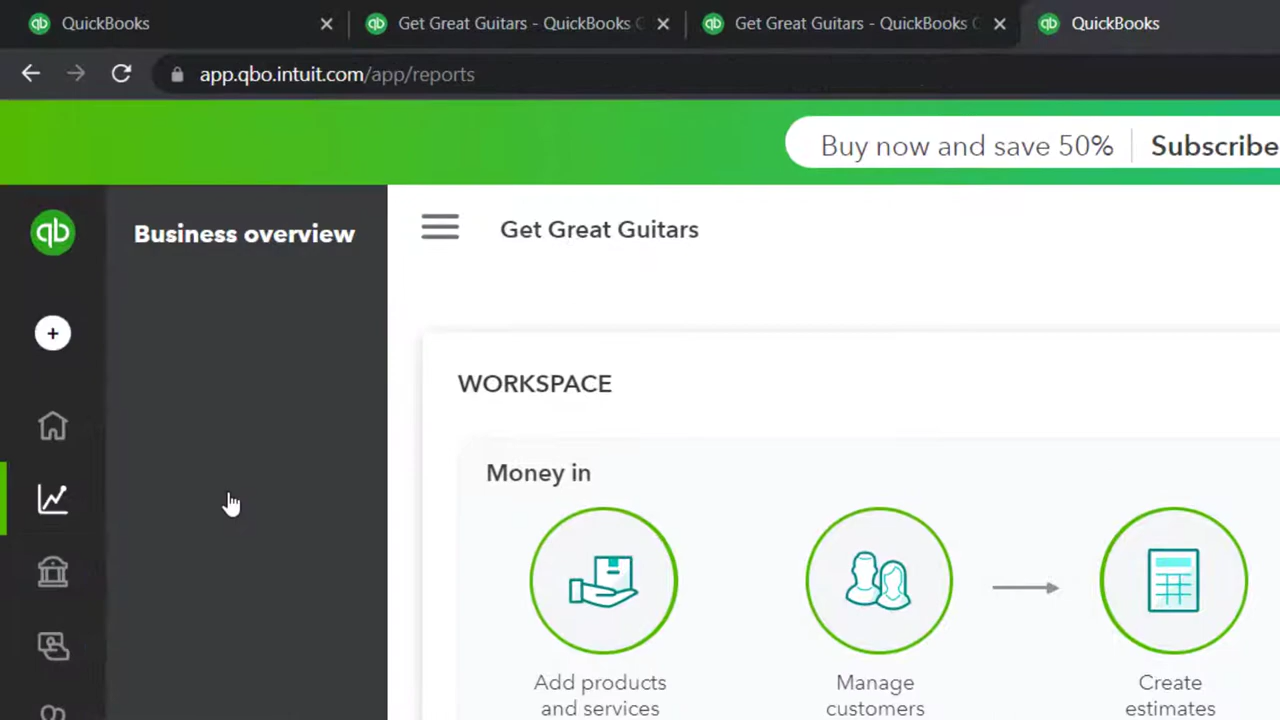 QuickBooks
Get Great Guitars - QuickBooks
Get Great Guitars - QuickBooks
QuickBooks
app.qbo.intuit.com/app/reports
Buy now and save 50% Subscribe
qb
Business overview
Get Great Guitars
WORKSPACE
Money in
Add products
and services
Manage
customers
Create
estimates